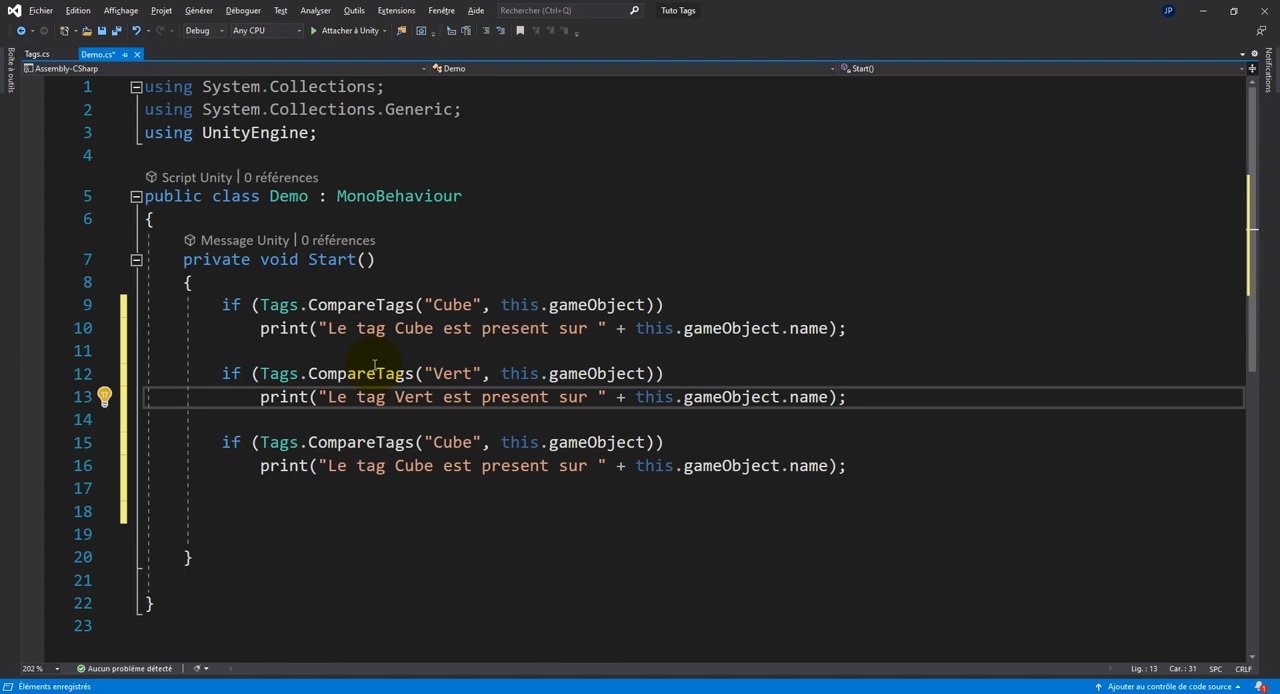 Fichier Edition Affichage Projet Générer Déboguer Test Analyser Outils Extensions Fenêtre Aide Rechercher (Ctrl+Q) Tuto Tags JP
Debug Any CPU Attacher à Unity
Tags.cs Demo.cs*
Boîte à outils
Notifications
Assembly-CSharp Demo Start()
1 using System.Collections;
2 using System.Collections.Generic;
3 using UnityEngine;
4
Script Unity | 0 références
5 public class Demo : MonoBehaviour
6 {
Message Unity | 0 références
7 private void Start()
8 {
9 if (Tags.CompareTags("Cube", this.gameObject))
10 print("Le tag Cube est present sur " + this.gameObject.name);
11
12 if (Tags.CompareTags("Vert", this.gameObject))
13 print("Le tag Vert est present sur " + this.gameObject.name);
14
15 if (Tags.CompareTags("Cube", this.gameObject))
16 print("Le tag Cube est present sur " + this.gameObject.name);
17
18
19
20 }
21
22 }
23
202 % Aucun problème détecté Lig. : 13 Car. : 31 SPC CRLF
Éléments enregistrés Ajouter au contrôle de code source 1